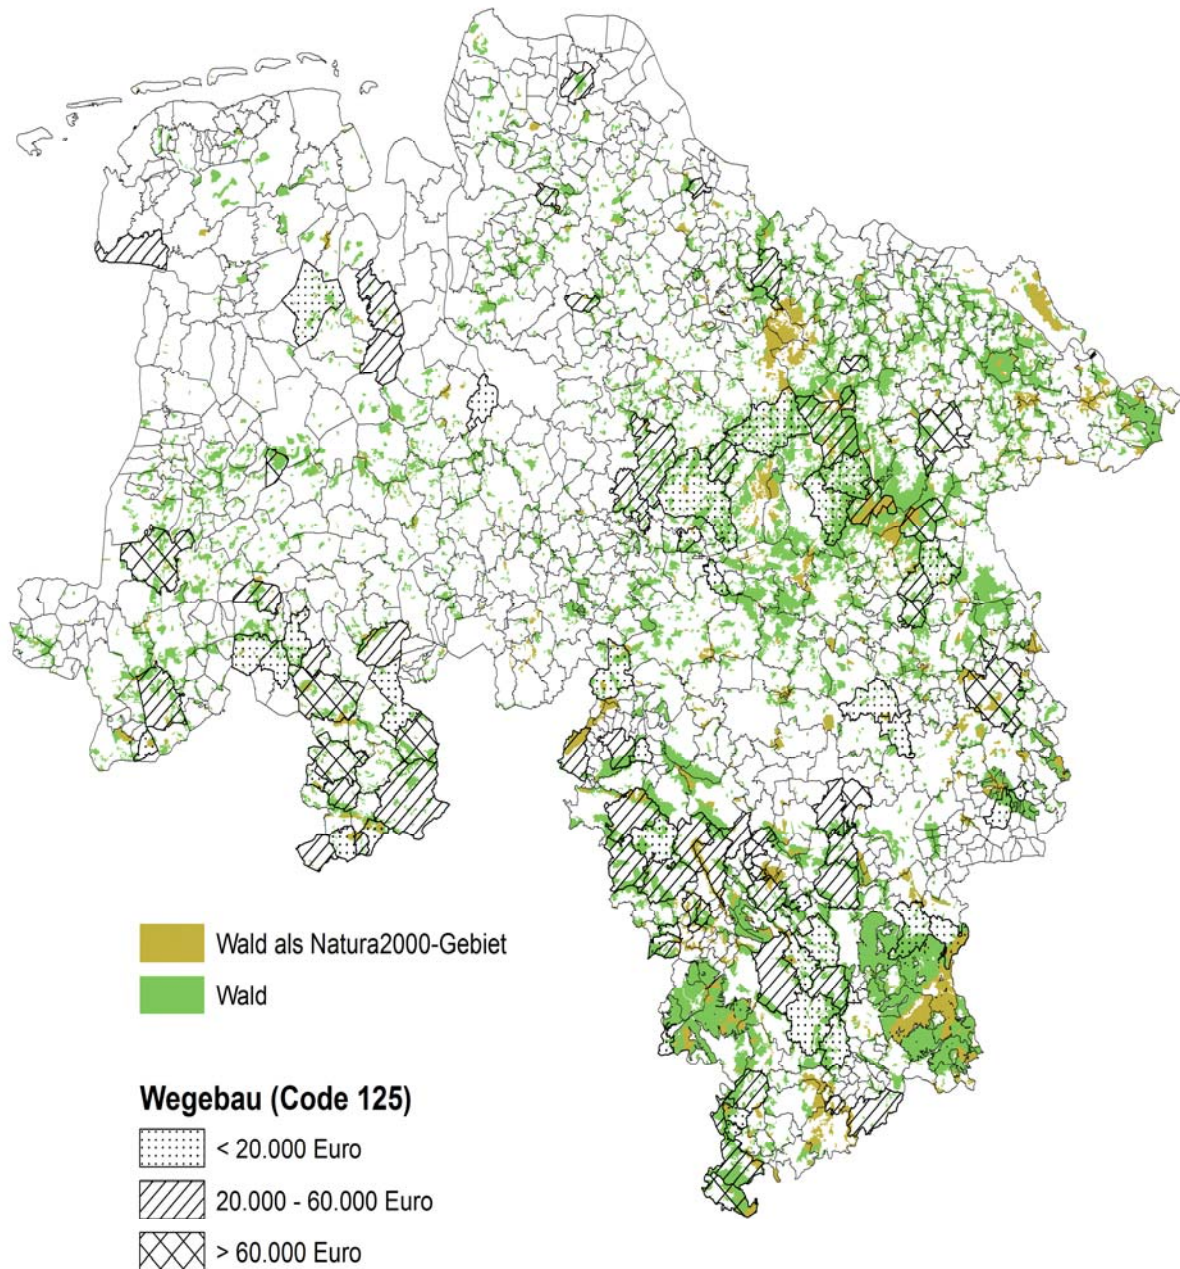 Wald als Natura2000-Gebiet
Wald
Wegebau (Code 125)
< 20.000 Euro
20.000 - 60.000 Euro
> 60.000 Euro